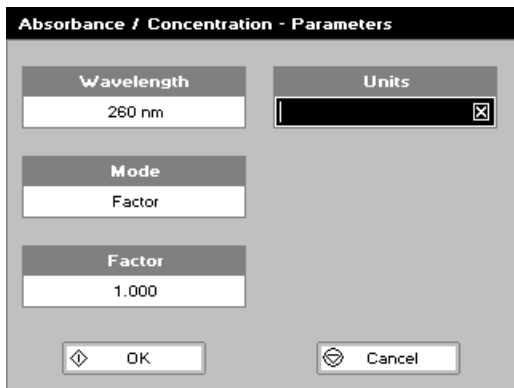 Absorbance / Concentration - Parameters
Wavelength
260 nm
Units
Mode
Factor
Factor
1.000
OK
Cancel